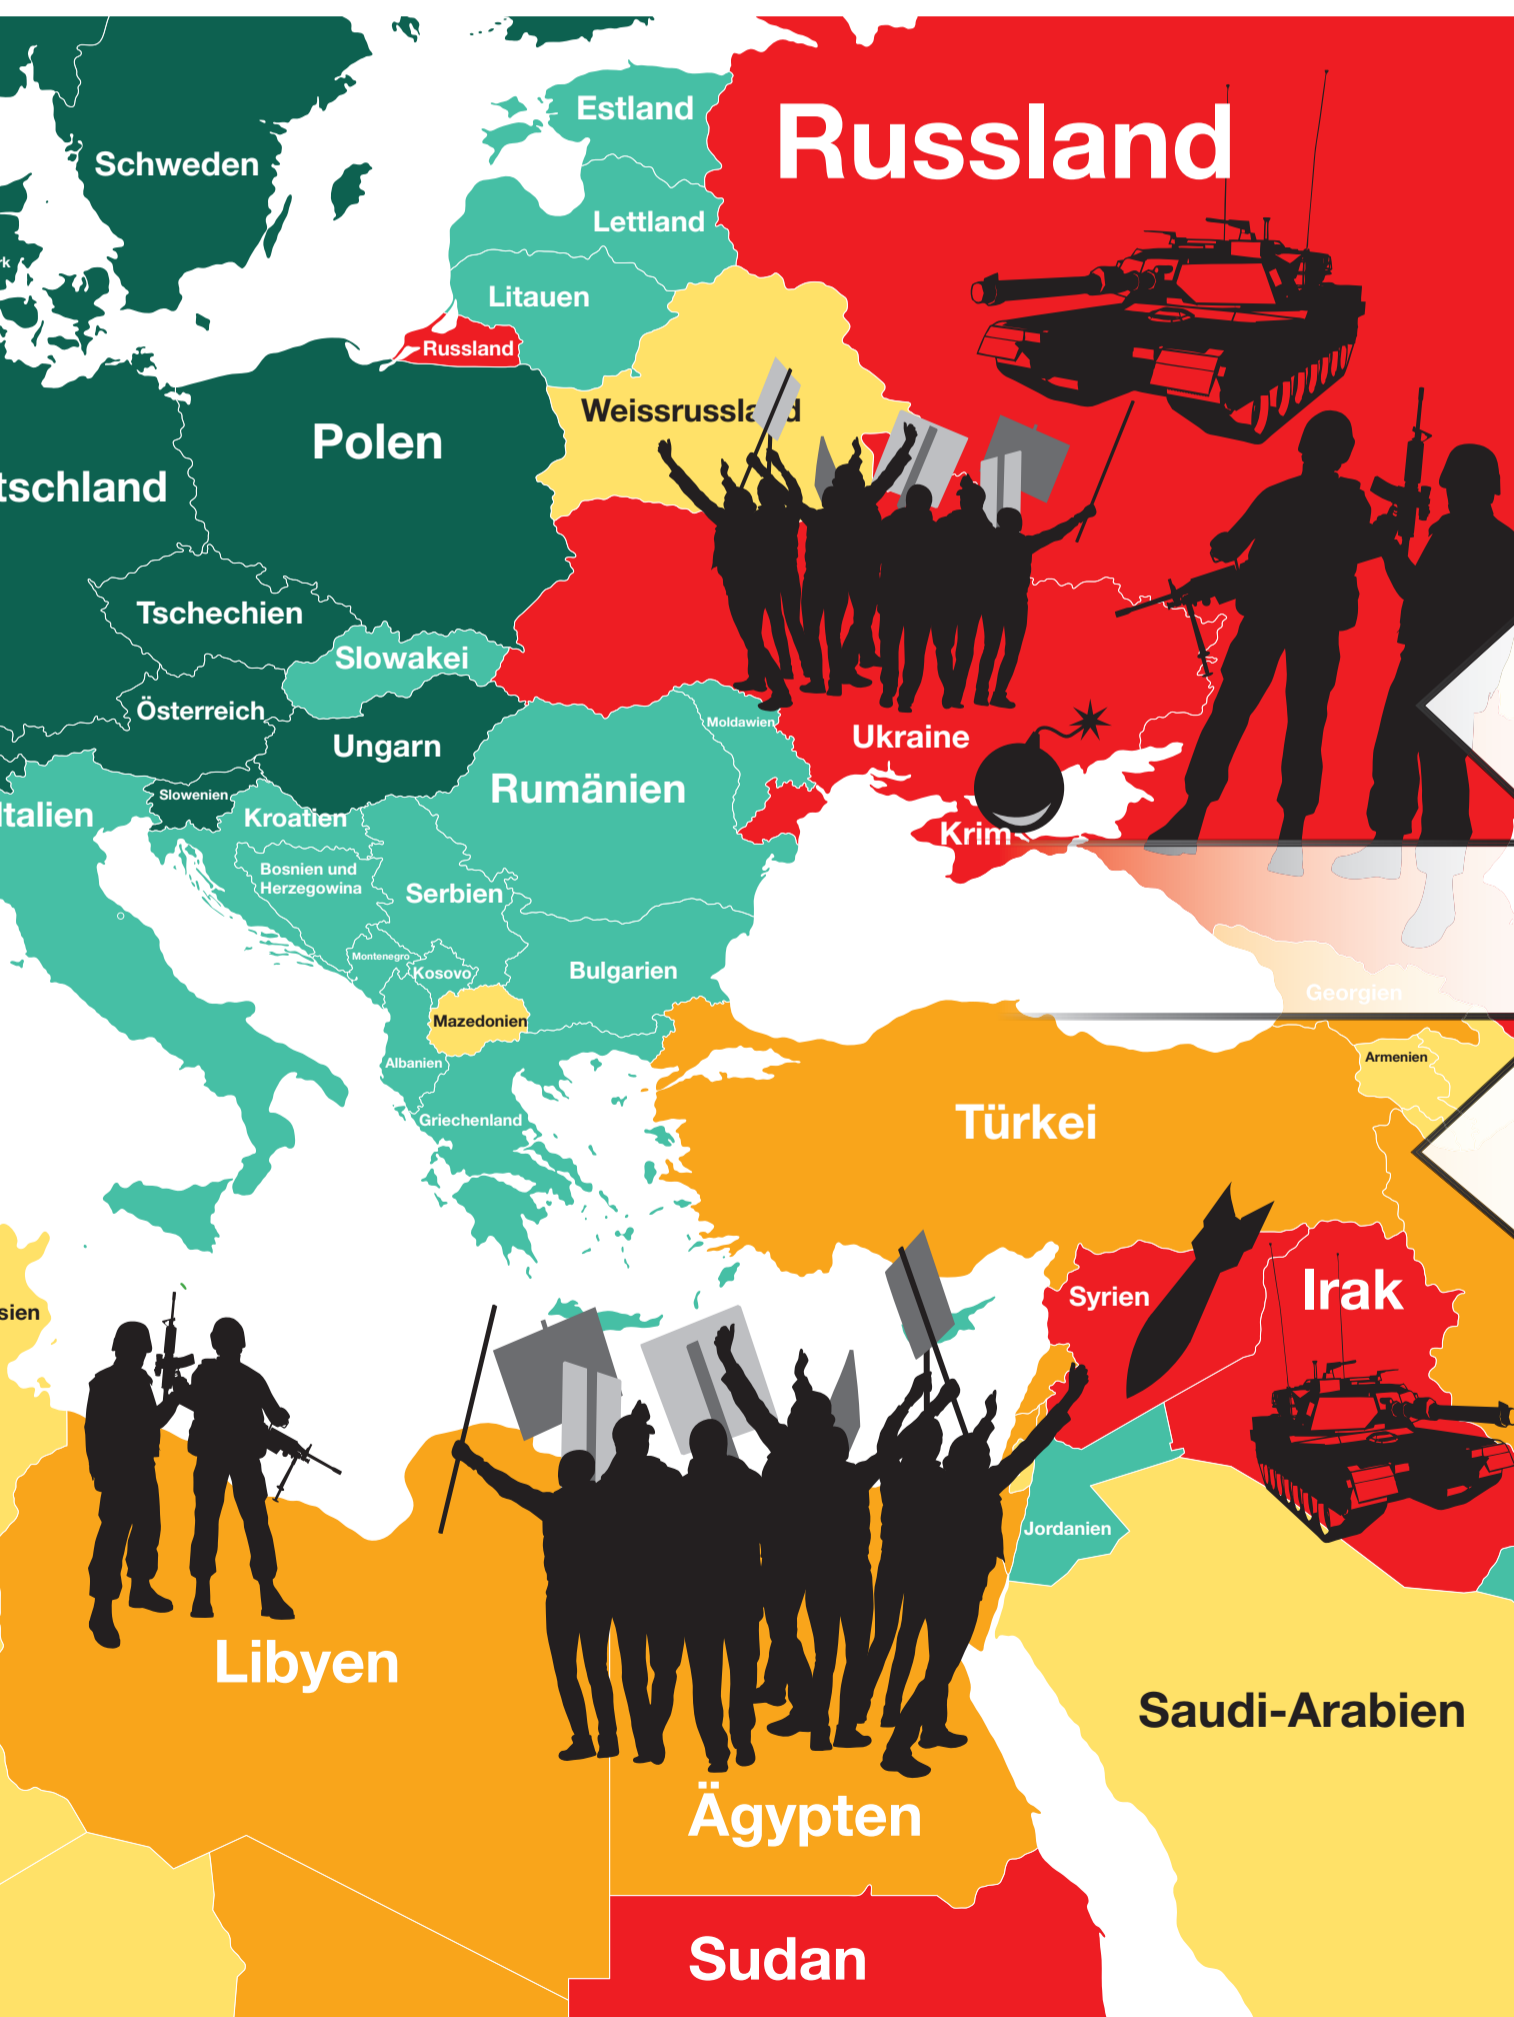 Estland
Russland
Schweden
Lettland
rk
Litauen
Russland
Weissrussland
Polen
tschland
Tschechien
Slowakei
Österreich
Moldawien
Ungarn
Ukraine
Rumänien
Slowenien
Italien
Kroatien
Krim
Bosnien und
Herzegowina
Serbien
Montenegro
Kosovo
Bulgarien
Georgien
Mazedonien
Armenien
Albanien
Griechenland
Türkei
Syrien
Irak
sien
Jordanien
Libyen
Saudi-Arabien
Ägypten
Sudan